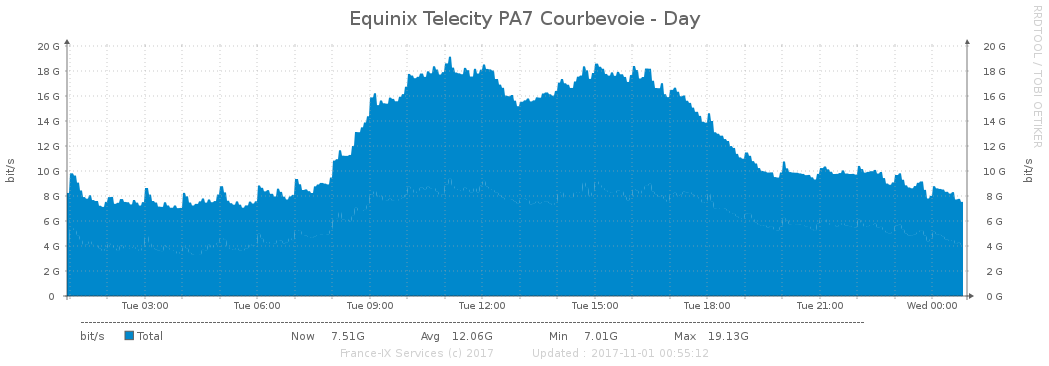 Equinix Telecity PA7 Courbevoie - Day
RRDTOOL / TOBI OETIKER
bit/s
20 G 20 G
18 G 18 G
16 G 16 G
14 G 14 G
12 G 12 G
10 G 10 G
8 G 8 G
6 G 6 G
4 G 4 G
2 G 2 G
0 0 G
bit/s
Tue 03:00 Tue 06:00 Tue 09:00 Tue 12:00 Tue 15:00 Tue 18:00 Tue 21:00 Wed 00:00
bit/s Total Now 7.51G Avg 12.06G Min 7.01G Max 19.13G
France-IX Services (c) 2017 Updated : 2017-11-01 00:55:12